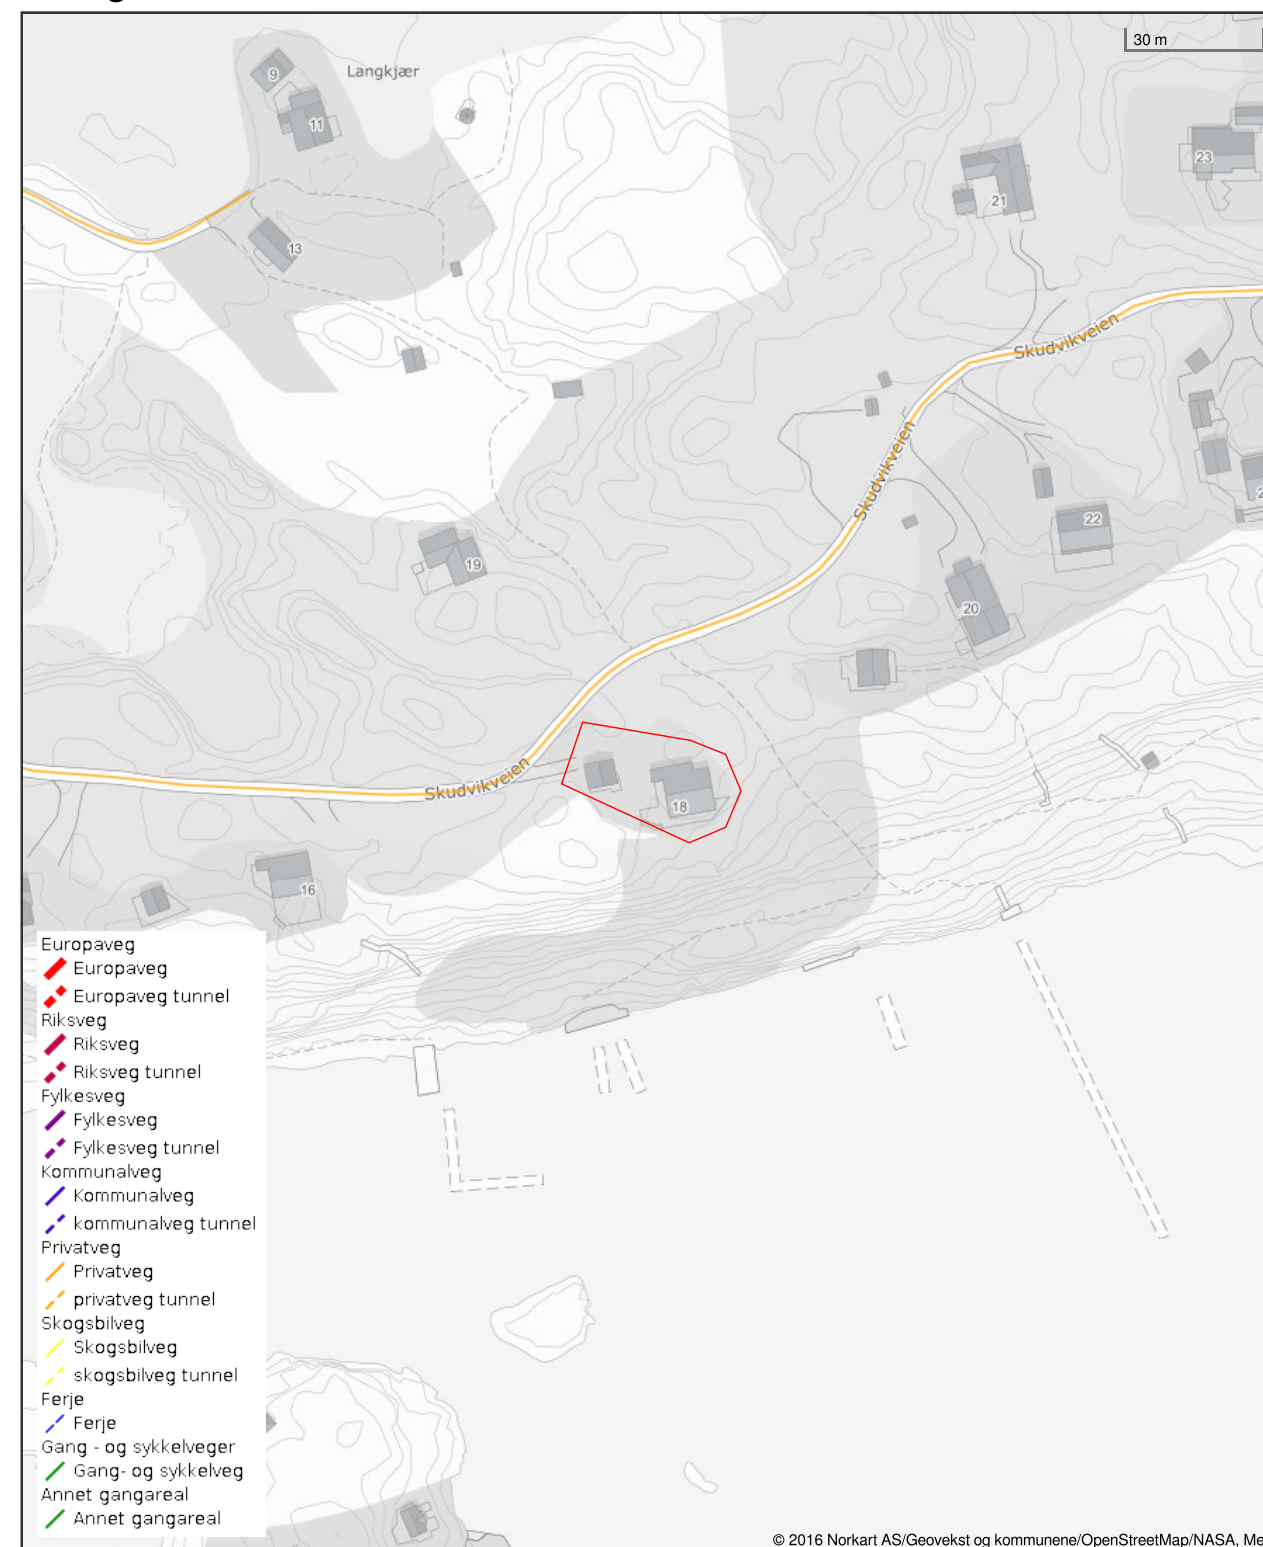 30 m
Langkjær
9
11
13
21
23
Skudvikveien
Skudvikveien
22
19
20
Skudvikveien
18
16
Europaveg
Europaveg
Europaveg tunnel
Riksveg
Riksveg
Riksveg tunnel
Fylkesveg
Fylkesveg
Fylkesveg tunnel
Kommunalveg
Kommunalveg
kommunalveg tunnel
Privatveg
Privatveg
privatveg tunnel
Skogsbilveg
Skogsbilveg
skogsbilveg tunnel
Ferje
Ferje
Gang - og sykkelveger
Gang- og sykkelveg
Annet gangareal
Annet gangareal
© 2016 Norkart AS/Geovekst og kommunene/OpenStreetMap/NASA, Me